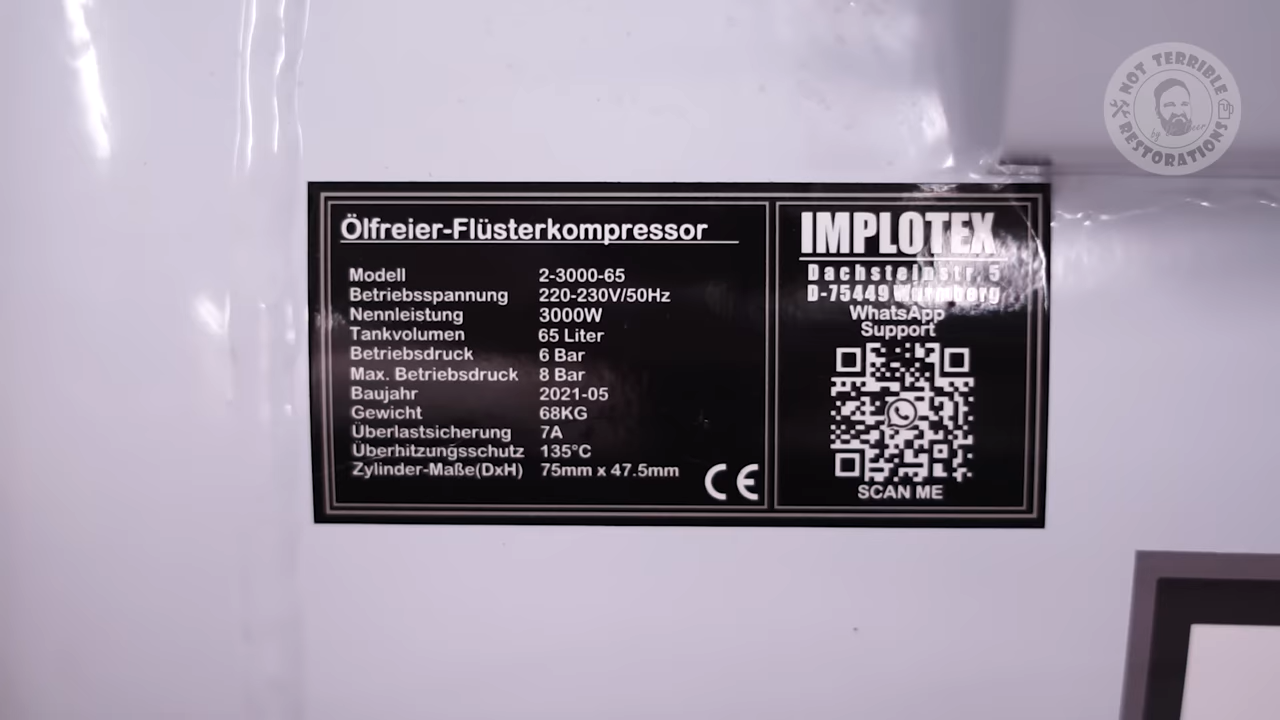 NOT TERRIBLE
RESTORATIONS
by
Ölfreier-Flüsterkompressor
Modell 2-3000-65
Betriebsspannung 220-230V/50Hz
Nennleistung 3000W
Tankvolumen 65 Liter
Betriebsdruck 6 Bar
Max. Betriebsdruck 8 Bar
Baujahr 2021-05
Gewicht 68KG
Überlastsicherung 7A
Überhitzungsschutz 135°C
Zylinder-Maße(DxH) 75mm x 47.5mm
CE
IMPLOTEX
Dachsteinstr. 5
D-75449 Wurmberg
WhatsApp
Support
SCAN ME